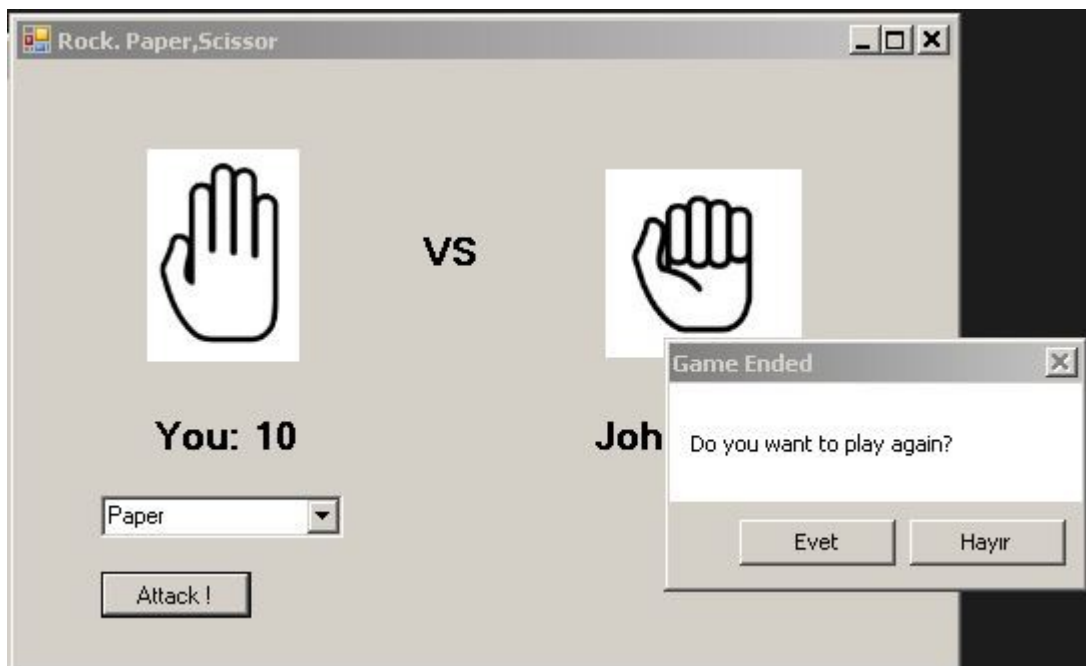 Rock. Paper,Scissor
VS
You: 10
Joh
Paper
Attack !
Game Ended
Do you want to play again?
Evet
Hayır